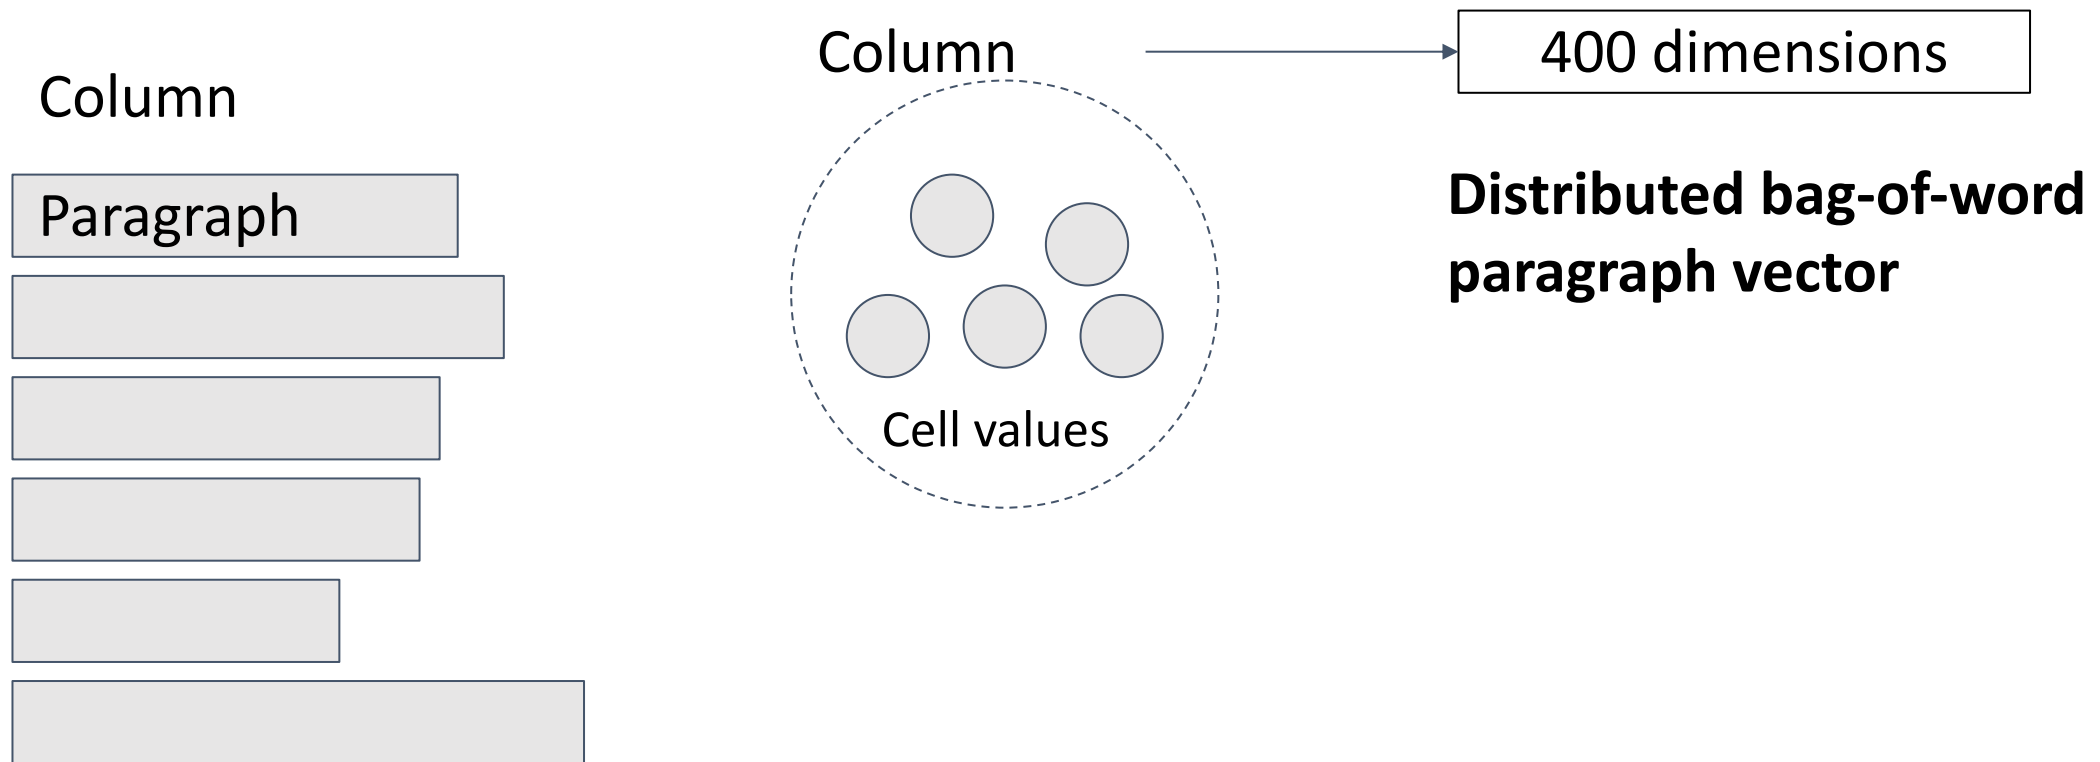 Column
Paragraph
Column
Cell values
400 dimensions
Distributed bag-of-word
paragraph vector